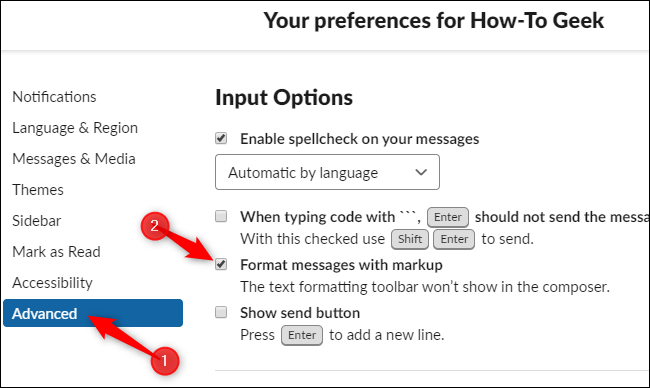 Your preferences for How-To Geek
Notifications
Language & Region
Messages & Media
Themes
Sidebar
Mark as Read
Accessibility
Advanced
Input Options
Enable spellcheck on your messages
Automatic by language
When typing code with ```, Enter should not send the messa
With this checked use Shift Enter to send.
Format messages with markup
The text formatting toolbar won’t show in the composer.
Show send button
Press Enter to add a new line.
2
1